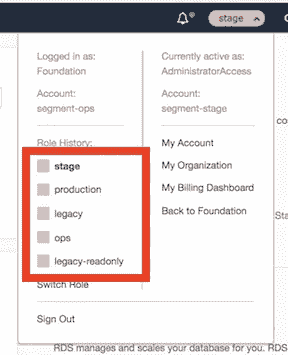 stage
co
Logged in as:
Foundation
Account:
segment-ops
Currently active as:
AdministratorAccess
Account:
segment-stage
Role History:
stage
production
legacy
ops
legacy-readonly
Switch Role
Sign Out
My Account
My Organization
My Billing Dashboard
Back to Foundation
Sta
RDS manages and scales your database for you. RDS